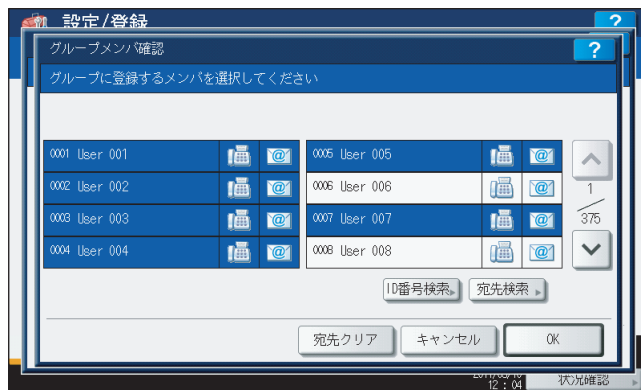 設定/登録
?
グループメンバ確認
?
グループに登録するメンバを選択してください
0001 User 001
0005 User 005
0002 User 002
0006 User 006
1
0003 User 003
0007 User 007
375
0004 User 004
0008 User 008
ID番号検索
宛先検索
宛先クリア
キャンセル
OK
12:04
状況確認